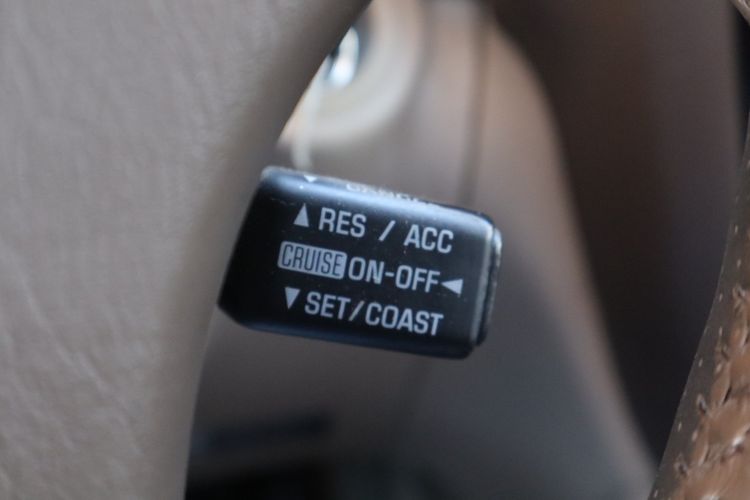 ▲ RES / ACC
CRUISE ON-OFF ◄
▼ SET/COAST